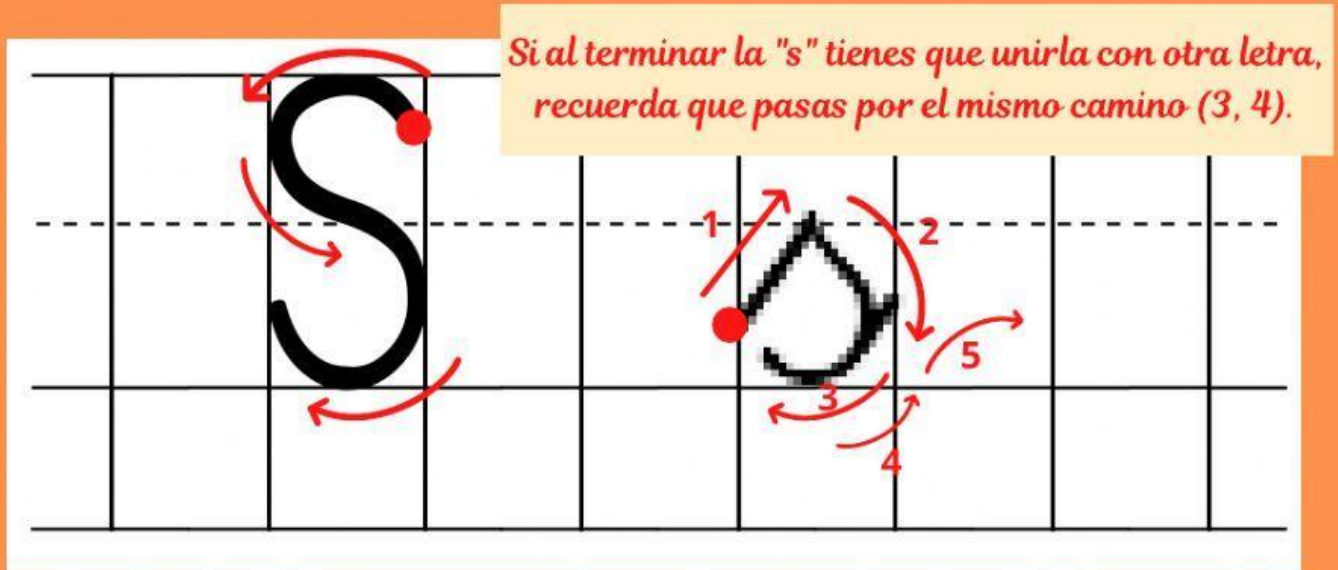 Si al terminar la "s" tienes que unirla con otra letra,
recuerda que pasas por el mismo camino (3, 4).
S s
1
2
5
3
4